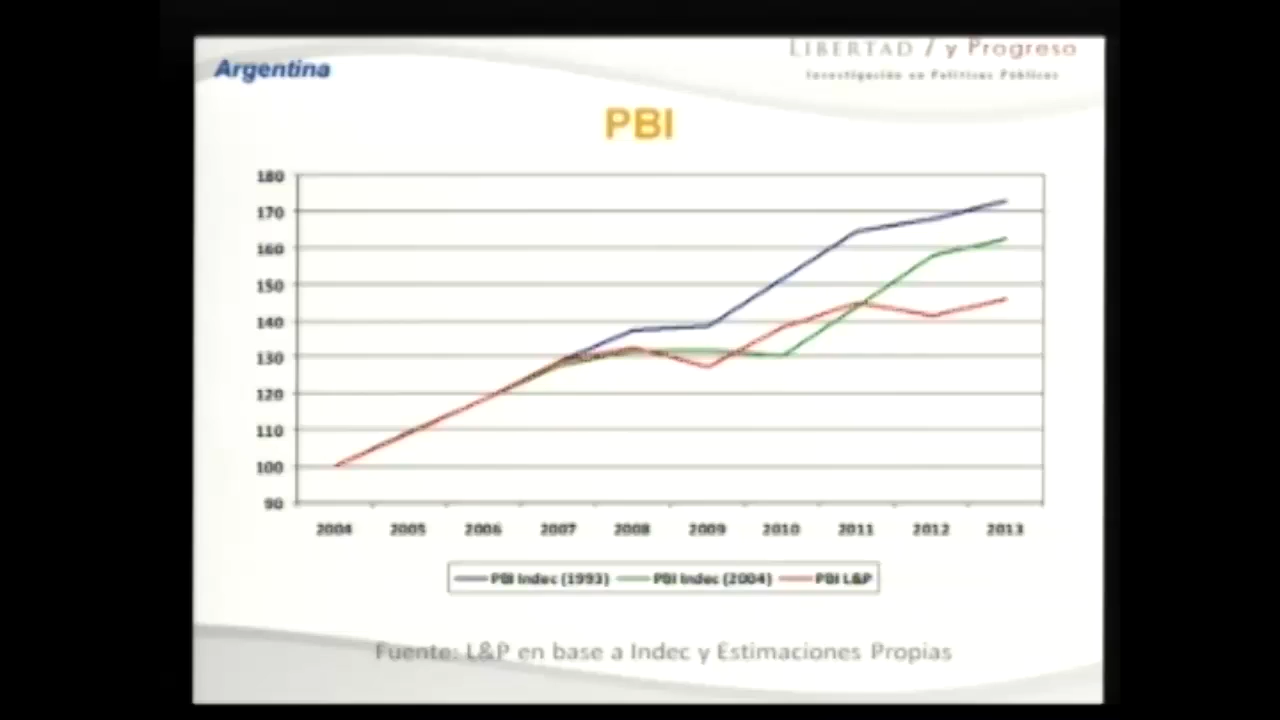 LIBERTAD / y Progreso
Investigación en Políticas Públicas
Argentina
PBI
180
170
160
150
140
130
120
110
100
90
2004 2005 2006 2007 2008 2009 2010 2011 2012 2013
PBI Indec (1993) PBI Indec (2004) PBI L&P
Fuente: L&P en base a Indec y Estimaciones Propias